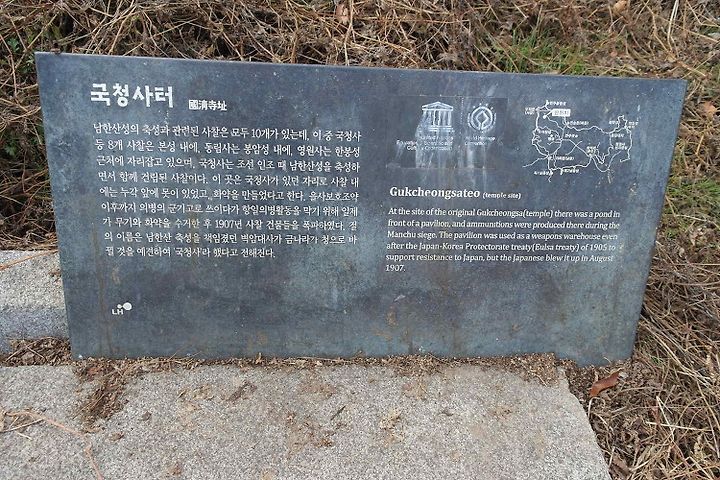 국청사터 國淸寺址
남한산성의 축성과 관련된 사찰은 모두 10개가 있는데, 이 중 국청사
등 8개 사찰은 본성 내에, 동림사는 봉암성 내에, 영원사는 한봉성
근처에 자리잡고 있으며, 국청사는 조선 인조 때 남한산성을 축성하
면서 함께 건립된 사찰이다. 이 곳은 국청사가 있던 자리로 사찰 내
에는 누각 앞에 못이 있었고, 화약을 만들었다고 한다. 을사보호조약
이후까지 의병의 군기고로 쓰이다가 항일의병활동을 막기 위해 일제
가 무기와 화약을 수거한 후 1907년 사찰 건물들을 폭파하였다. 절
의 이름은 남한산 축성을 책임졌던 벽암대사가 금나라가 청으로 바
뀔 것을 예견하여 '국청사'라 했다고 전해진다.
LH
Gukcheongsateo (temple site)
At the site of the original Gukcheongsa(temple) there was a pond in
front of a pavilion, and ammunitions were produced there during the
Manchu siege. The pavilion was used as a weapons warehouse even
after the Japan-Korea Protectorate treaty(Eulsa treaty) of 1905 to
support resistance to Japan, but the Japanese blew it up in August
1907.